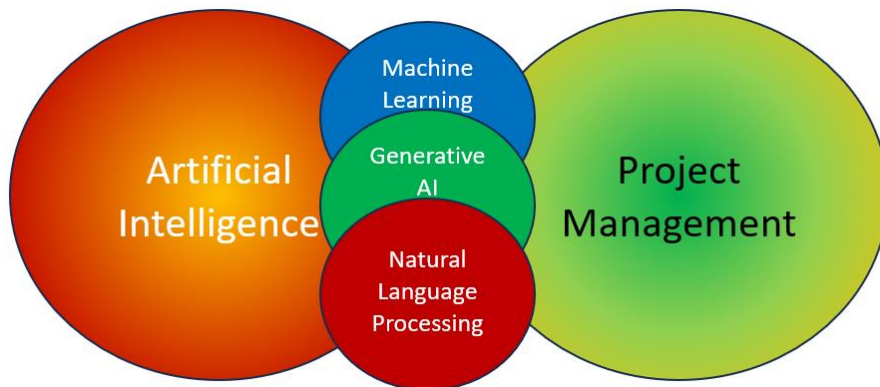 Artificial
Intelligence
Machine
Learning
Generative
AI
Natural
Language
Processing
Project
Management